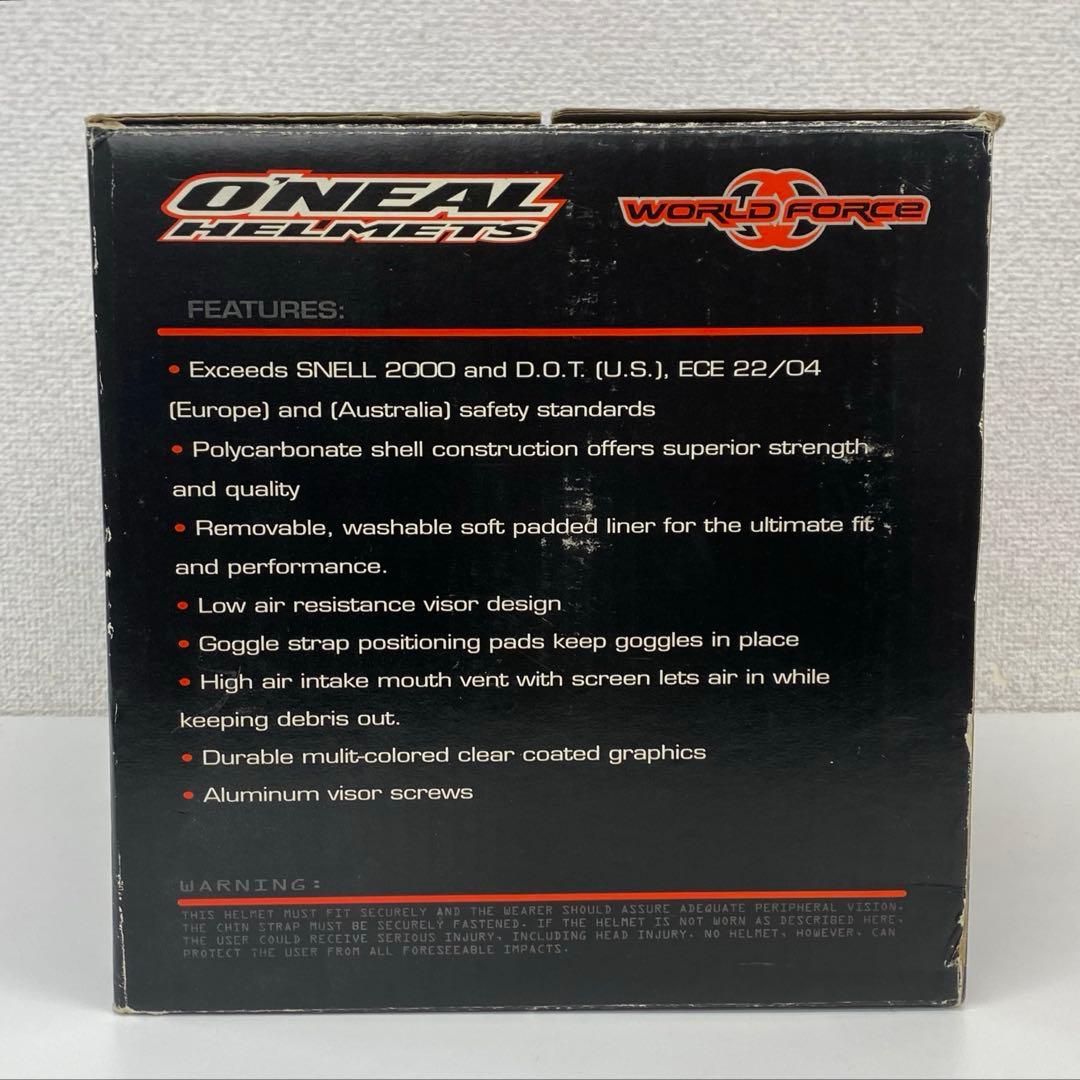 O'NEAL
HELMETS
WORLD FORCE
FEATURES:
• Exceeds SNELL 2000 and D.O.T. (U.S.), ECE 22/04
(Europe) and (Australia) safety standards
• Polycarbonate shell construction offers superior strength
and quality
• Removable, washable soft padded liner for the ultimate fit
and performance.
• Low air resistance visor design
• Goggle strap positioning pads keep goggles in place
• High air intake mouth vent with screen lets air in while
keeping debris out.
• Durable mulit-colored clear coated graphics
• Aluminum visor screws
WARNING:
THIS HELMET MUST FIT SECURELY AND THE WEARER SHOULD ASSURE ADEQUATE PERIPHERAL VISION.
THE CHIN STRAP MUST BE SECURELY FASTENED. IF THE HELMET IS NOT WORN AS DESCRIBED HERE,
THE USER COULD RECEIVE SERIOUS INJURY, INCLUDING HEAD INJURY. NO HELMET, HOWEVER, CAN
PROTECT THE USER FROM ALL FORESEEABLE IMPACTS.